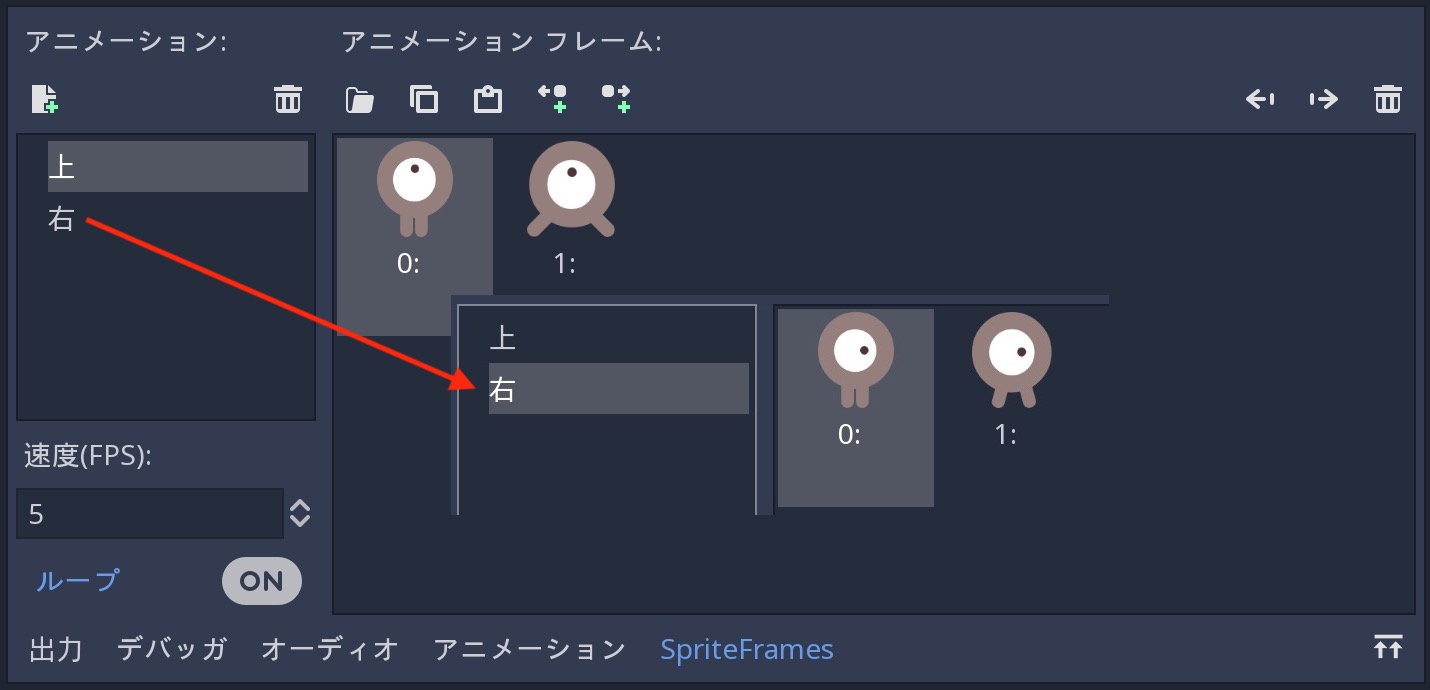 アニメーション:
アニメーション フレーム:
上
右
0:
1:
上
右
0:
1:
速度(FPS):
5
ループ
ON
出力 デバッガ オーディオ アニメーション SpriteFrames